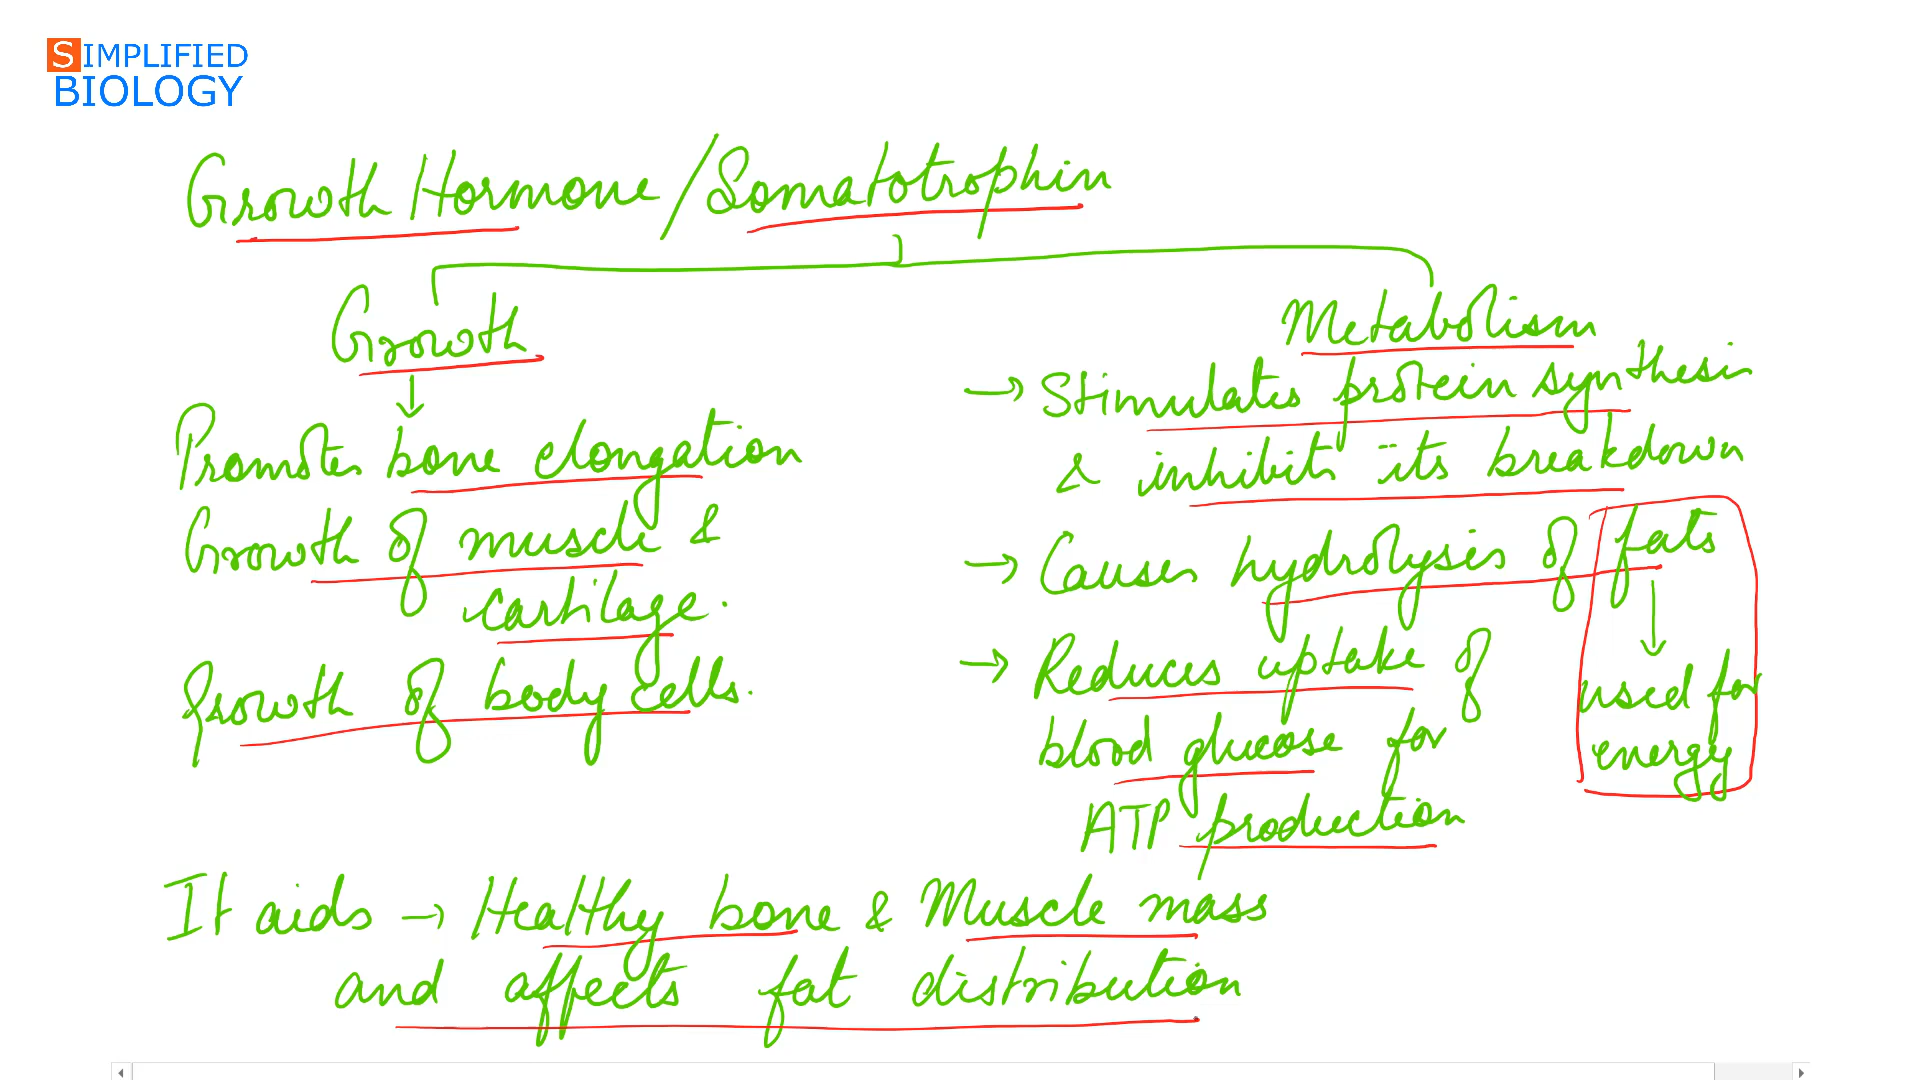 SIMPLIFIED
BIOLOGY
Growth Hormone/Somatotrophin
Growth
Promotes bone elongation
Growth of muscle &
cartilage.
Growth of body cells.
Metabolism
→ Stimulates protein synthesis
& inhibits its breakdown
→ Causes hydrolysis of fats
→ Reduces uptake of
blood glucose for
ATP production
used for
energy
It aids → Healthy bone & Muscle mass
and affects fat distribution